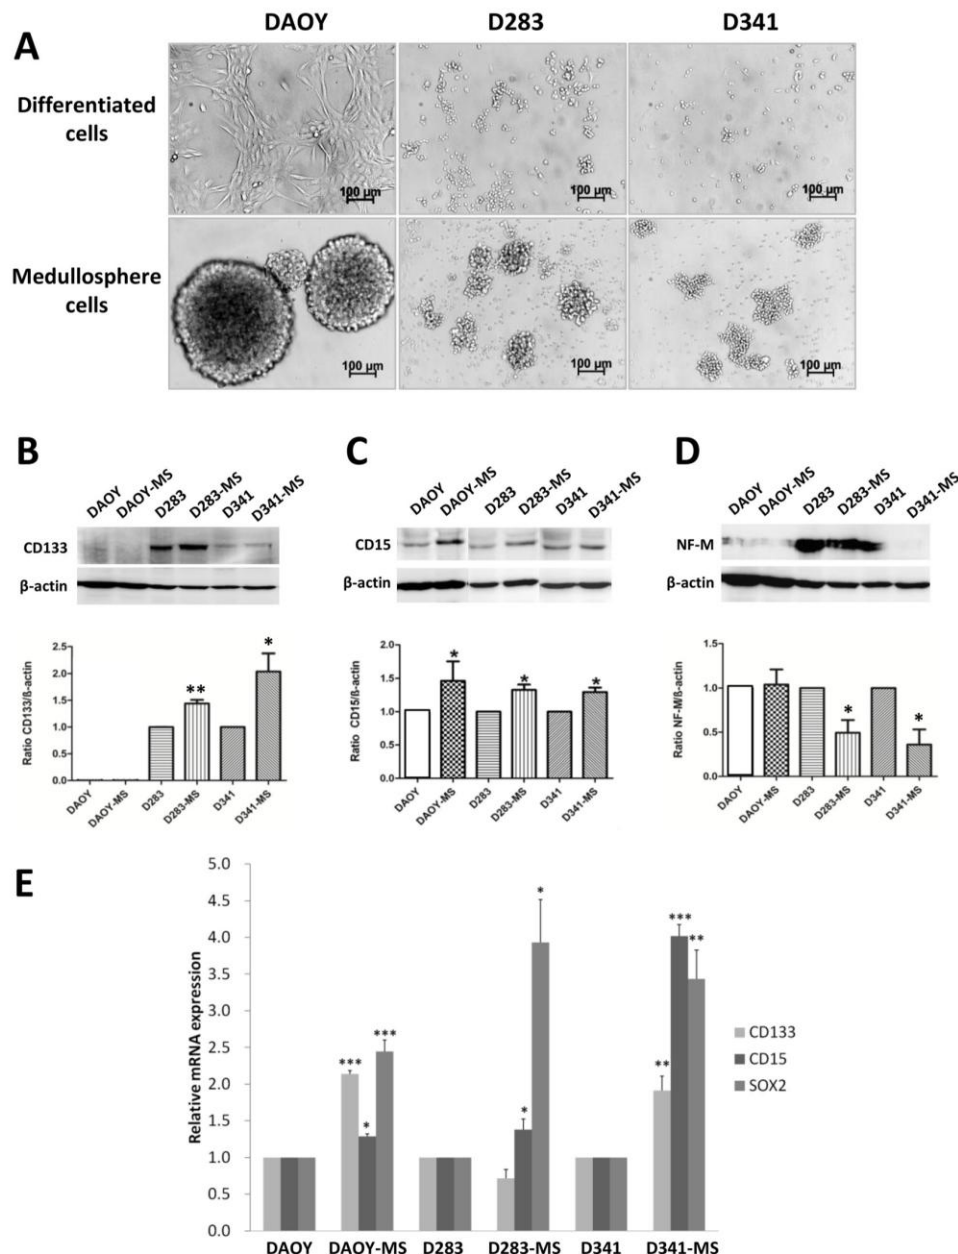 DAOY D283 D341
A
Differentiated
cells
100 µm 100 µm 100 µm
Medullosphere
cells
100 µm 100 µm 100 µm
B
DAOY DAOY-MS D283 D283-MS D341 D341-MS
CD133
β-actin
Ratio CD133/ß-actin
2.5
2.0
1.5
1.0
0.5
0.0
** *
DAOY DAOY-MS D283 D283-MS D341 D341-MS
C
DAOY DAOY-MS D283 D283-MS D341 D341-MS
CD15
β-actin
Ratio CD15/ß-actin
2.0
1.5
1.0
0.5
0.0
* * *
DAOY DAOY-MS D283 D283-MS D341 D341-MS
D
DAOY DAOY-MS D283 D283-MS D341 D341-MS
NF-M
β-actin
Ratio NF-M/ß-actin
1.5
1.0
0.5
0.0
* *
DAOY DAOY-MS D283 D283-MS D341 D341-MS
E
Relative mRNA expression
5.0
4.5
4.0
3.5
3.0
2.5
2.0
1.5
1.0
0.5
0.0
*** * *** * * ** *** **
DAOY DAOY-MS D283 D283-MS D341 D341-MS
CD133
CD15
SOX2